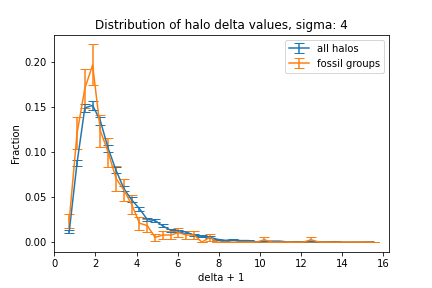 Distribution of halo delta values, sigma: 4
all halos
fossil groups
Fraction
0.20
0.15
0.10
0.05
0.00
0 2 4 6 8 10 12 14 16
delta + 1